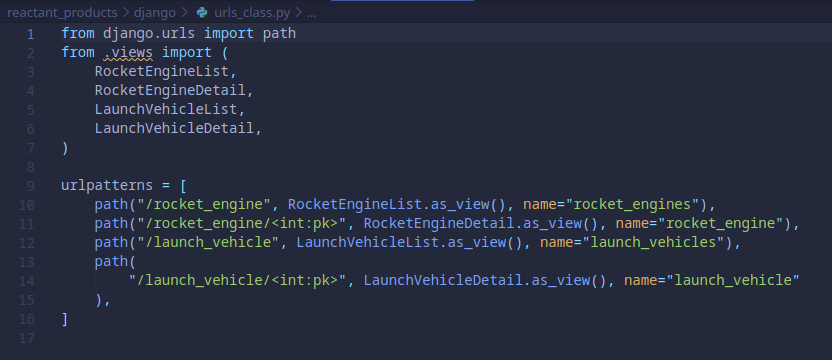 reactant_products > django > urls_class.py > ...
1 from django.urls import path
2 from .views import (
3     RocketEngineList,
4     RocketEngineDetail,
5     LaunchVehicleList,
6     LaunchVehicleDetail,
7 )
8
9 urlpatterns = [
10     path("/rocket_engine", RocketEngineList.as_view(), name="rocket_engines"),
11     path("/rocket_engine/<int:pk>", RocketEngineDetail.as_view(), name="rocket_engine"),
12     path("/launch_vehicle", LaunchVehicleList.as_view(), name="launch_vehicles"),
13     path(
14         "/launch_vehicle/<int:pk>", LaunchVehicleDetail.as_view(), name="launch_vehicle"
15     ),
16 ]
17